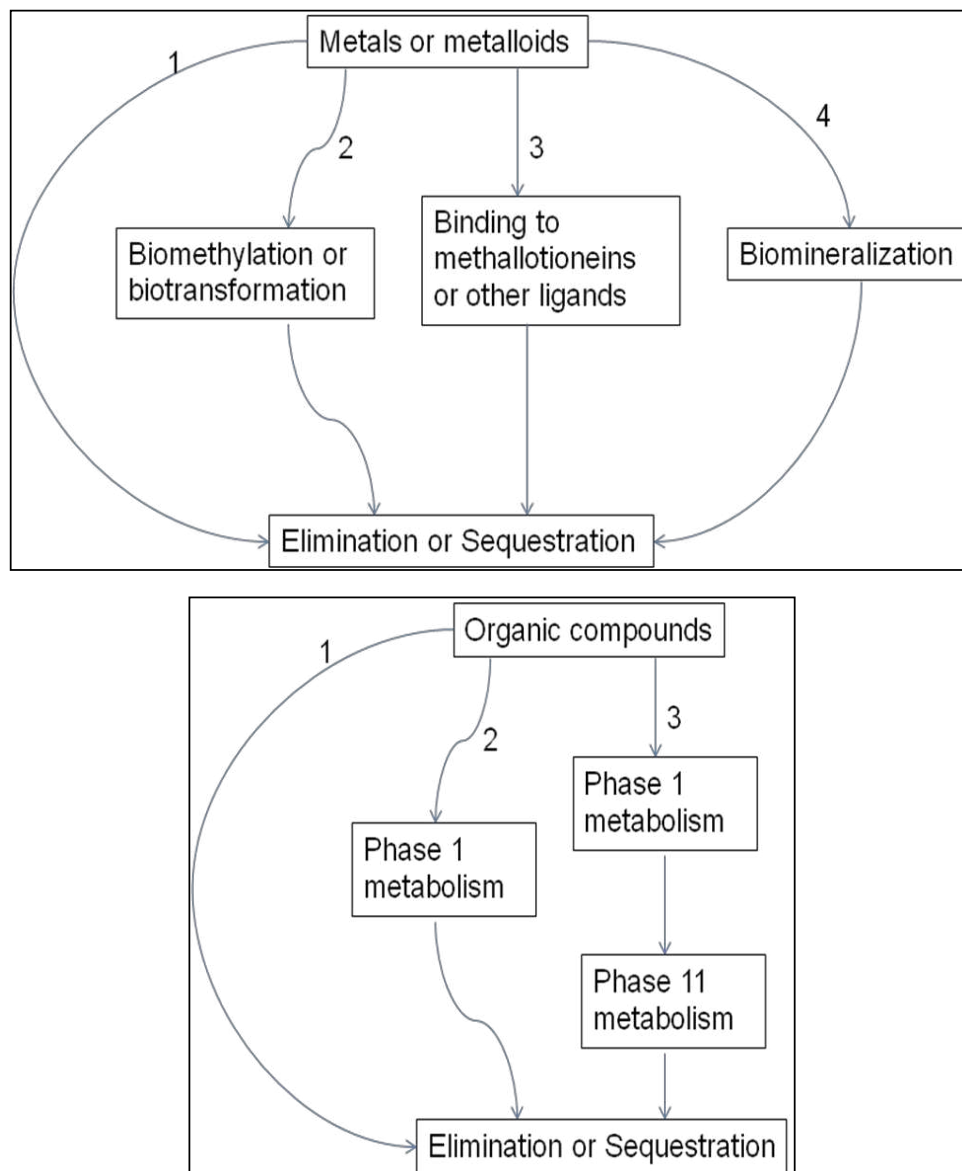 Metals or metalloids
1
2
3
4
Biomethylation or
biotransformation
Binding to
methallotioneins
or other ligands
Biomineralization
Elimination or Sequestration
Organic compounds
1
2
3
Phase 1
metabolism
Phase 1
metabolism
Phase 11
metabolism
Elimination or Sequestration